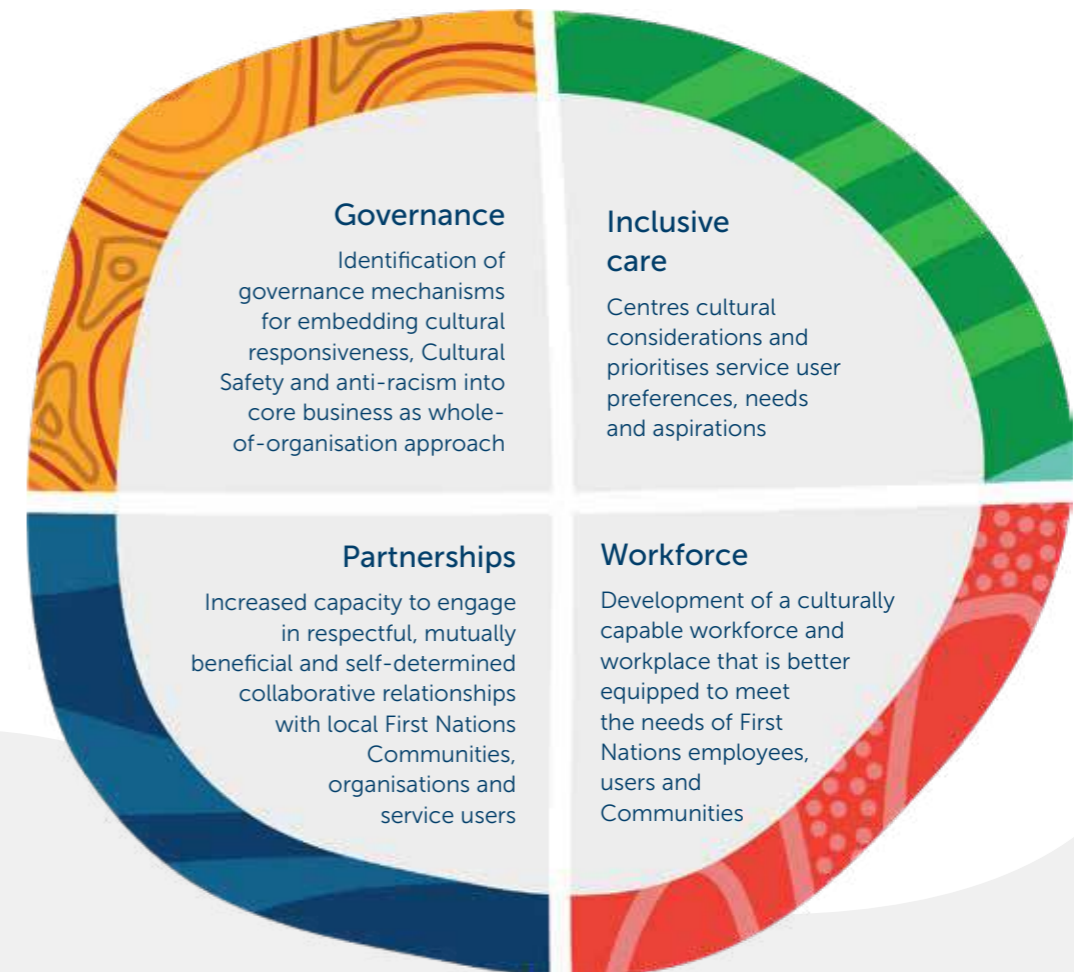 Governance
Identification of
governance mechanisms
for embedding cultural
responsiveness, Cultural
Safety and anti-racism into
core business as whole-
of-organisation approach
Inclusive
care
Centres cultural
considerations and
prioritises service user
preferences, needs
and aspirations
Partnerships
Increased capacity to engage
in respectful, mutually
beneficial and self-determined
collaborative relationships
with local First Nations
Communities,
organisations and
service users
Workforce
Development of a culturally
capable workforce and
workplace that is better
equipped to meet
the needs of First
Nations employees,
users and
Communities